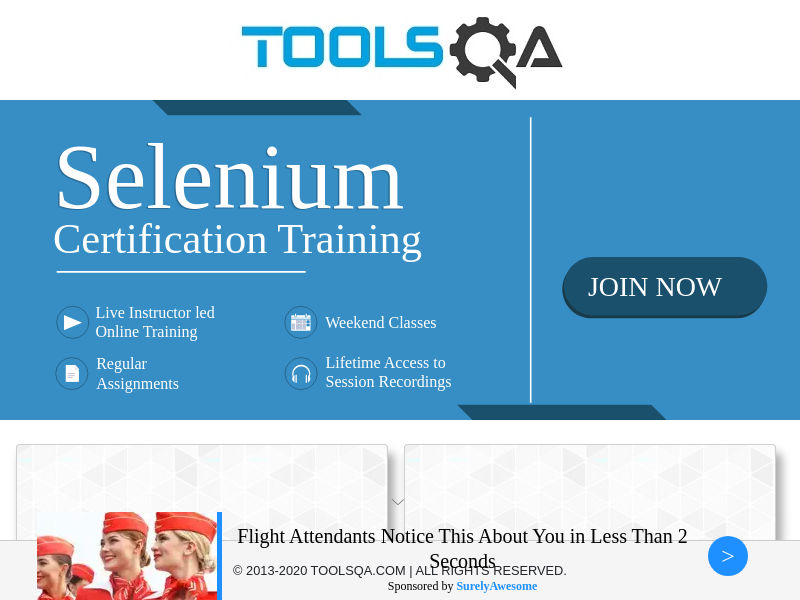 TOOLSQA
Selenium
Certification Training
JOIN NOW
Live Instructor led
Online Training
Weekend Classes
Regular
Assignments
Lifetime Access to
Session Recordings
Flight Attendants Notice This About You in Less Than 2
Seconds
>
© 2013-2020 TOOLSQA.COM | ALL RIGHTS RESERVED.
Sponsored by SurelyAwesome